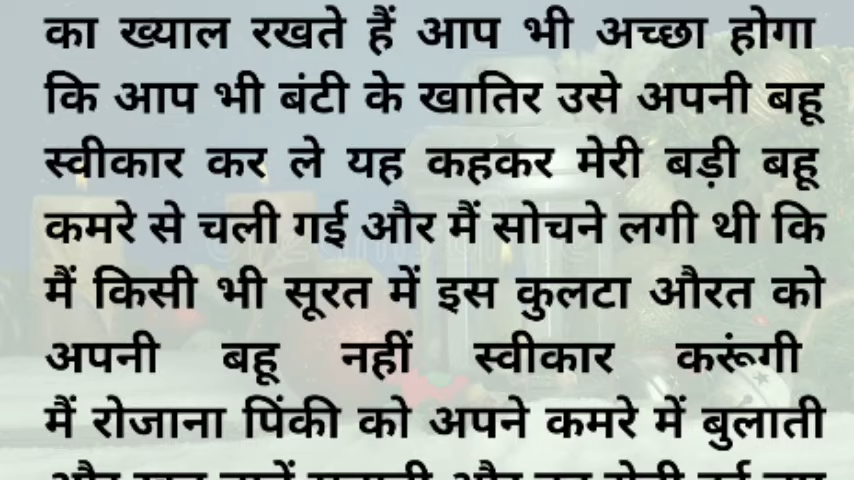 का ख्याल रखते हैं आप भी अच्छा होगा
कि आप भी बंटी के खातिर उसे अपनी बहू
स्वीकार कर ले यह कहकर मेरी बड़ी बहू
कमरे से चली गई और मैं सोचने लगी थी कि
मैं किसी भी सूरत में इस कुलटा औरत को
अपनी बहू नहीं स्वीकार करूंगी
मैं रोजाना पिंकी को अपने कमरे में बुलाती